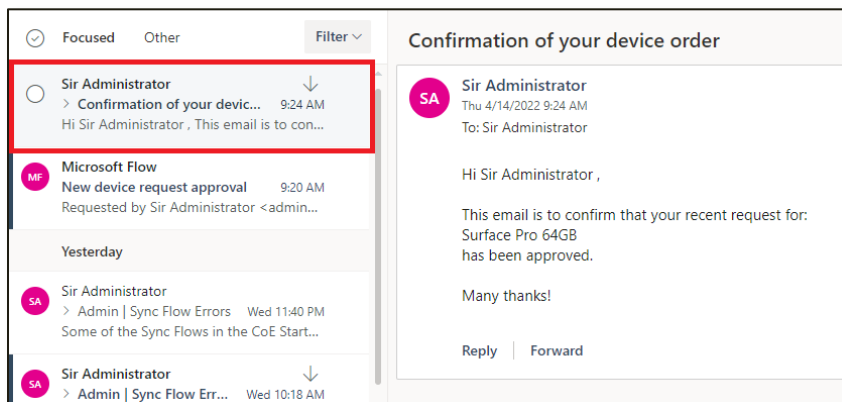 Focused Other Filter
Sir Administrator
> Confirmation of your devic... 9:24 AM
Hi Sir Administrator , This email is to con...
MF
Microsoft Flow
New device request approval 9:20 AM
Requested by Sir Administrator <admin...
Yesterday
SA
Sir Administrator
> Admin | Sync Flow Errors Wed 11:40 PM
Some of the Sync Flows in the CoE Start...
SA
Sir Administrator
> Admin | Sync Flow Err... Wed 10:18 AM
Confirmation of your device order
SA
Sir Administrator
Thu 4/14/2022 9:24 AM
To: Sir Administrator
Hi Sir Administrator ,
This email is to confirm that your recent request for:
Surface Pro 64GB
has been approved.
Many thanks!
Reply Forward